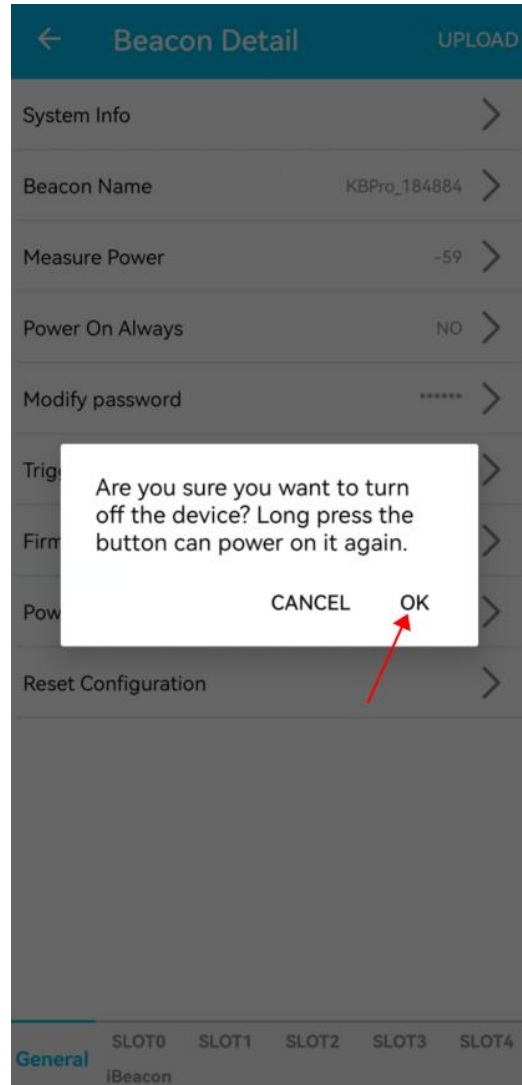 Beacon Detail UPLOAD
System Info
Beacon Name KBPro_184884
Measure Power -59
Power On Always NO
Modify password ******
Trig
Are you sure you want to turn
off the device? Long press the
button can power on it again.
Firm
CANCEL OK
Pow
Reset Configuration
General SLOT0 SLOT1 SLOT2 SLOT3 SLOT4
iBeacon